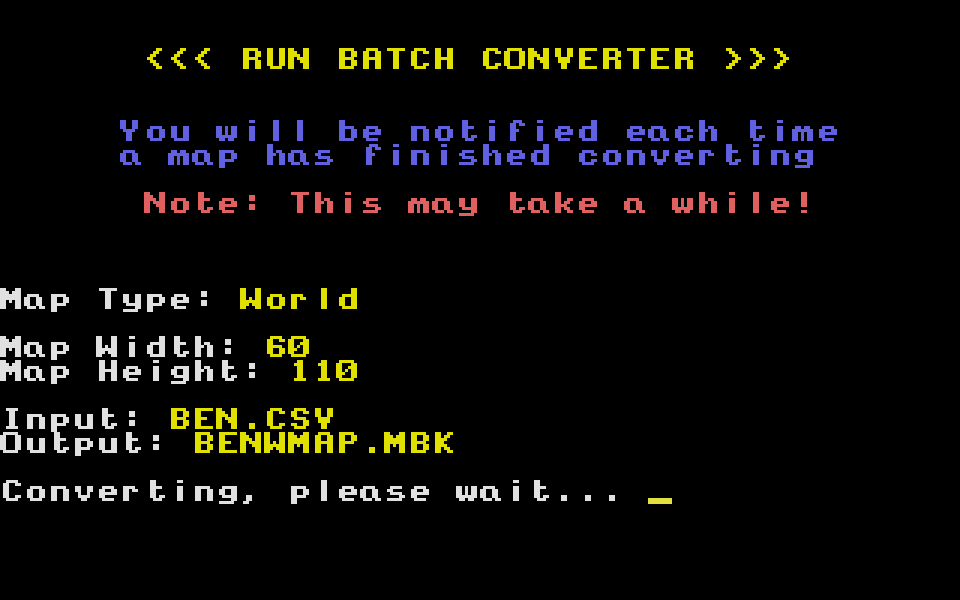 <<< RUN BATCH CONVERTER >>>
You will be notified each time
a map has finished converting
Note: This may take a while!
Map Type: World
Map Width: 60
Map Height: 110
Input: BEN.CSV
Output: BENWMAP.MBK
Converting, please wait... _